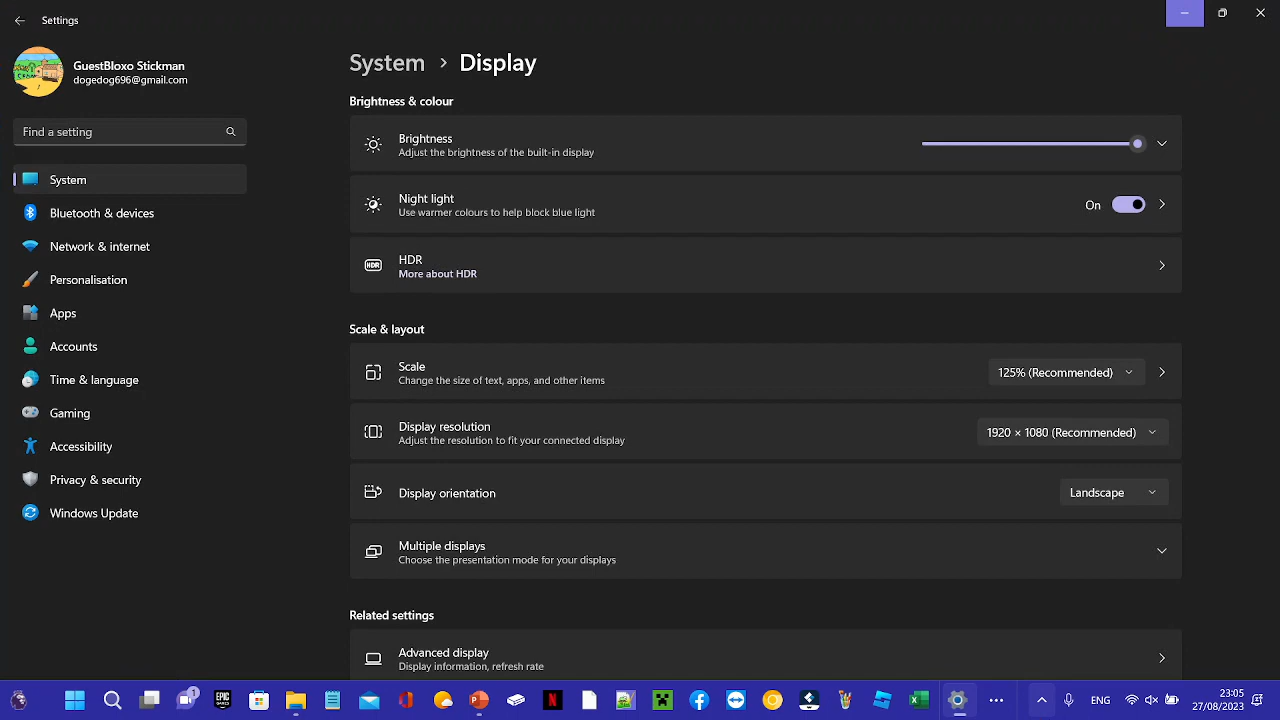 Settings
GuestBloxo Stickman
dogedog696@gmail.com
Find a setting
System
Bluetooth & devices
Network & internet
Personalisation
Apps
Accounts
Time & language
Gaming
Accessibility
Privacy & security
Windows Update
System > Display
Brightness & colour
Brightness
Adjust the brightness of the built-in display
Night light
Use warmer colours to help block blue light
On
HDR
HDR
More about HDR
Scale & layout
Scale
Change the size of text, apps, and other items
125% (Recommended)
Display resolution
Adjust the resolution to fit your connected display
1920 × 1080 (Recommended)
Display orientation
Landscape
Multiple displays
Choose the presentation mode for your displays
Related settings
Advanced display
Display information, refresh rate
1
EPIC
GAMES
N
ENG
23:05
27/08/2023